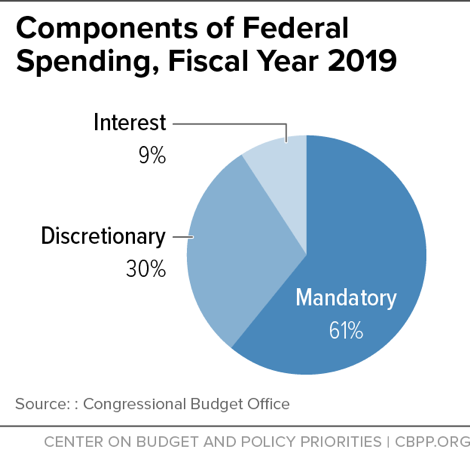 Components of Federal
Spending, Fiscal Year 2019
Interest
9%
Discretionary
30%
Mandatory
61%
Source: : Congressional Budget Office
CENTER ON BUDGET AND POLICY PRIORITIES | CBPP.ORG